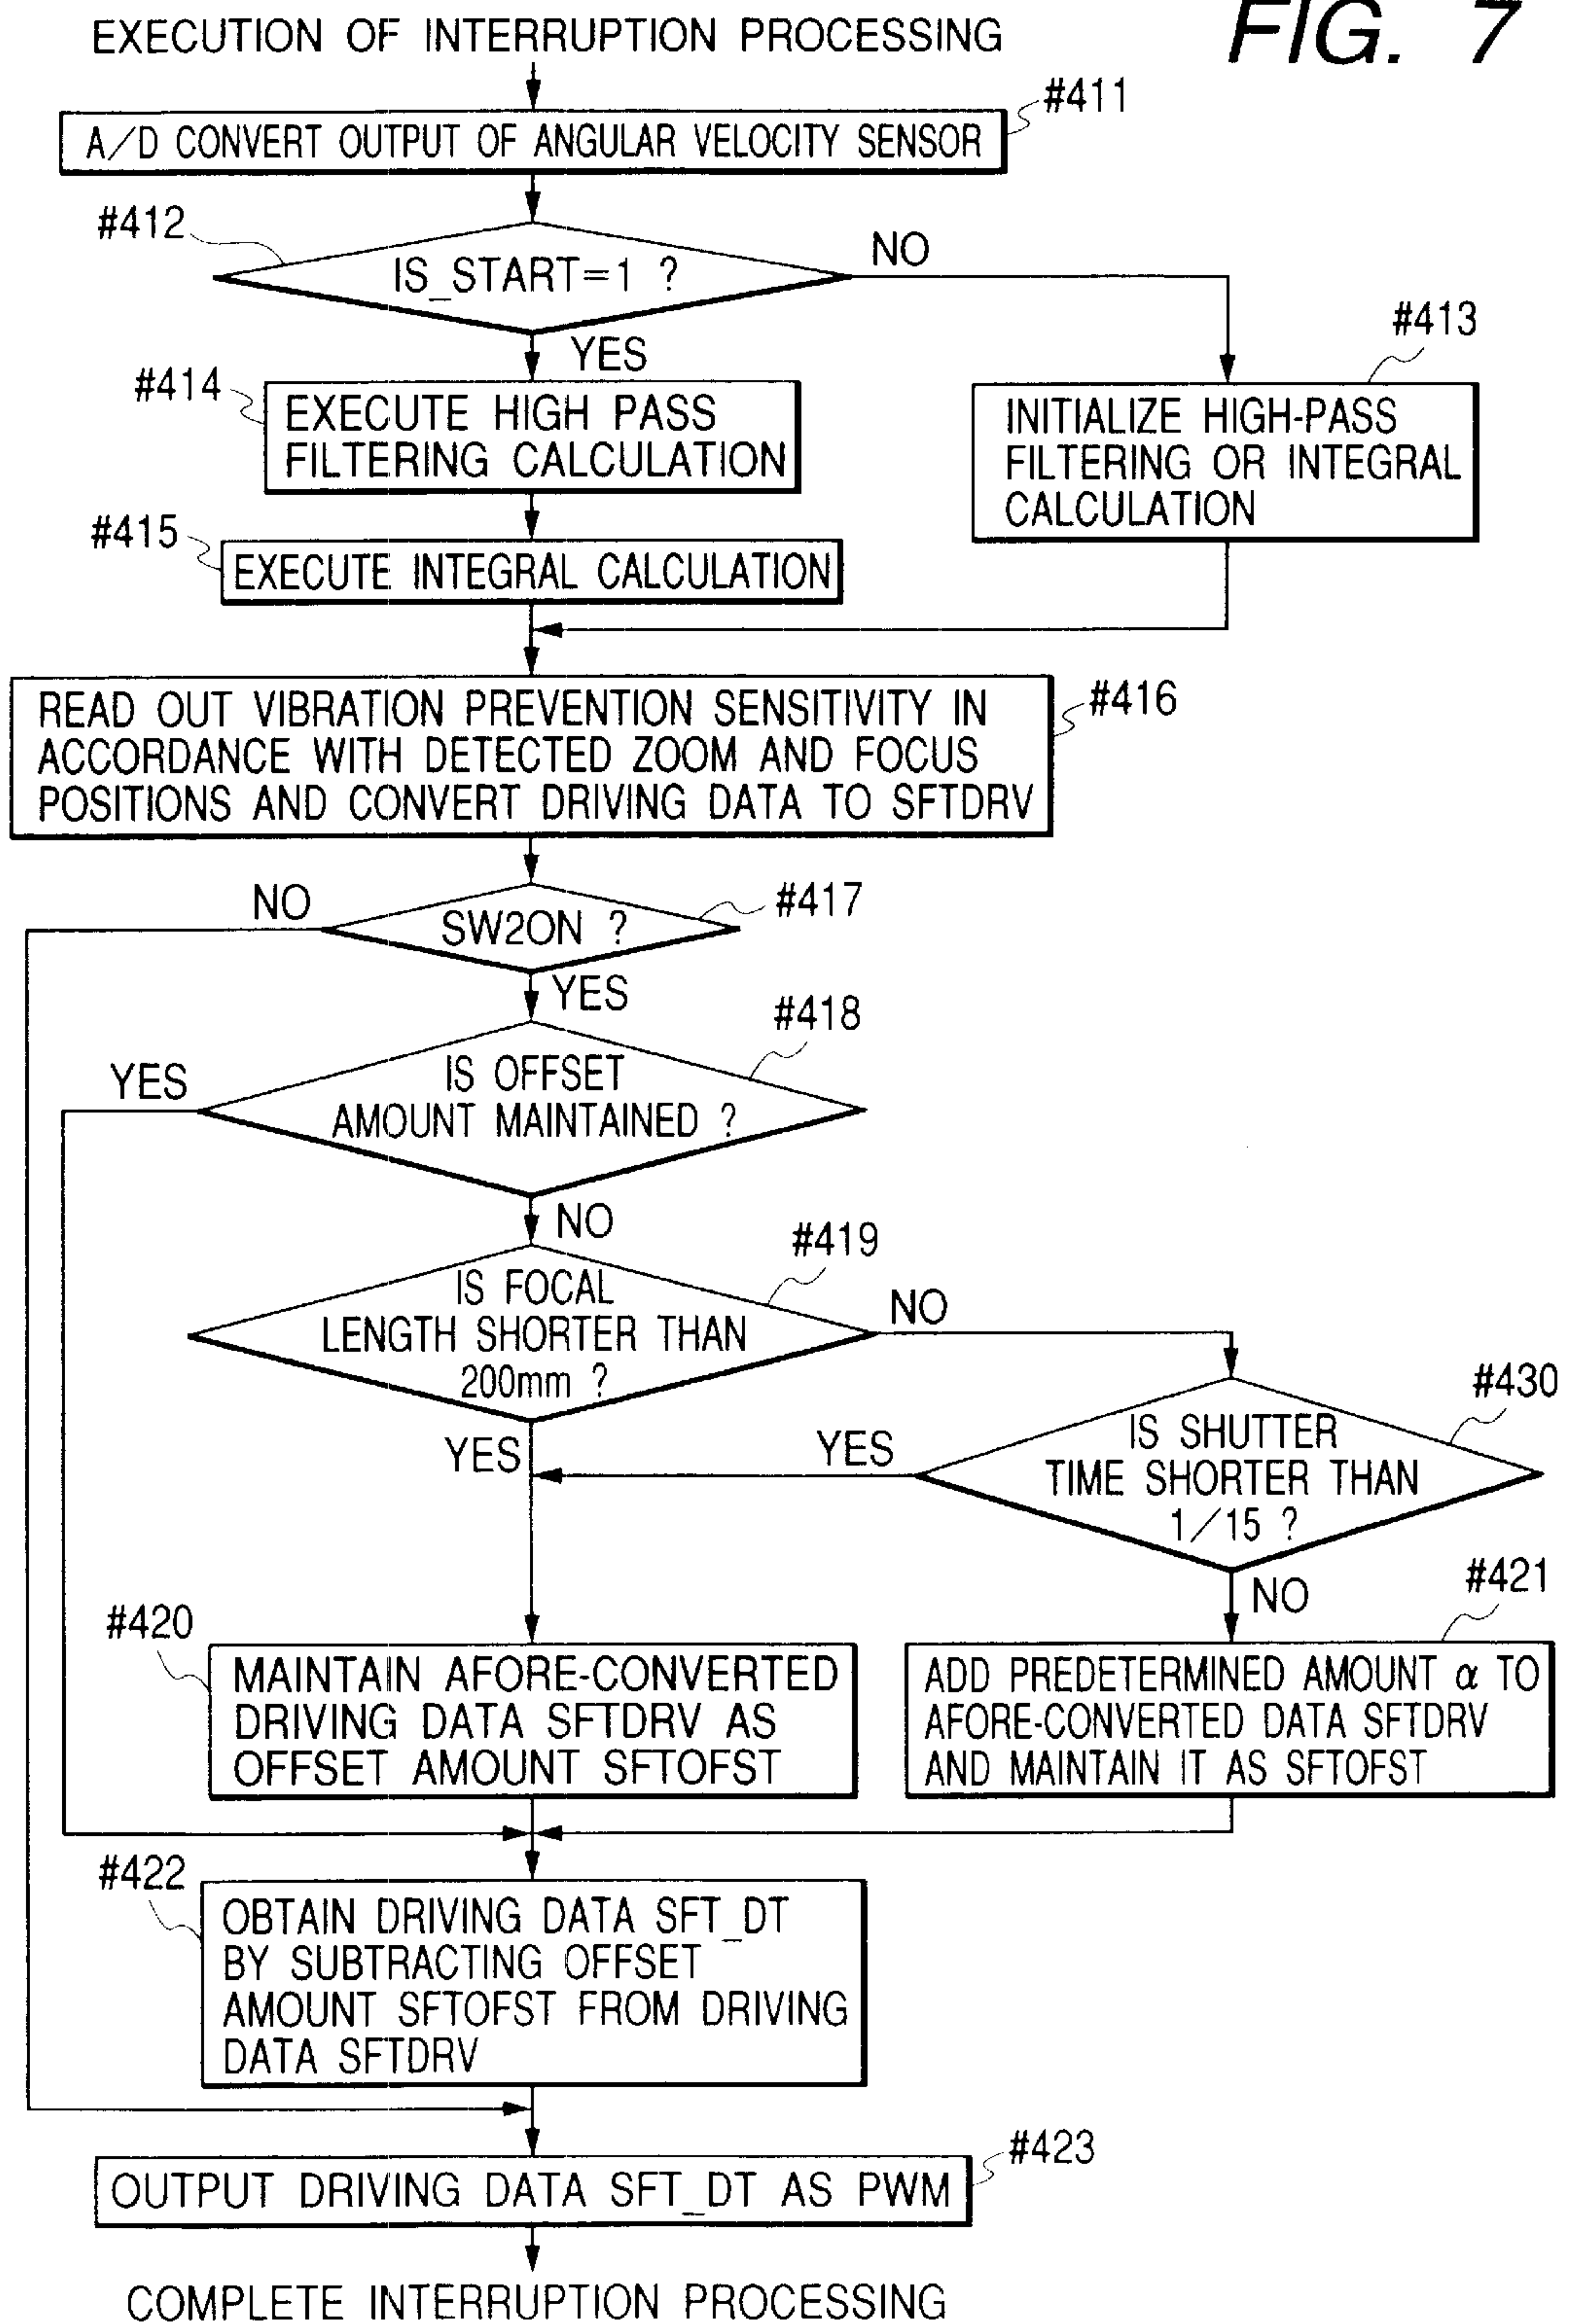 FIG. 7
EXECUTION OF INTERRUPTION PROCESSING
#411
A/D CONVERT OUTPUT OF ANGULAR VELOCITY SENSOR
#412
IS_START=1 ?
NO
YES
#413
INITIALIZE HIGH-PASS
FILTERING OR INTEGRAL
CALCULATION
#414
EXECUTE HIGH PASS
FILTERING CALCULATION
#415
EXECUTE INTEGRAL CALCULATION
#416
READ OUT VIBRATION PREVENTION SENSITIVITY IN
ACCORDANCE WITH DETECTED ZOOM AND FOCUS
POSITIONS AND CONVERT DRIVING DATA TO SFTDRV
NO
#417
SW2ON ?
YES
#418
YES
IS OFFSET
AMOUNT MAINTAINED ?
NO
#419
IS FOCAL
LENGTH SHORTER THAN
200mm ?
NO
YES
#430
IS SHUTTER
TIME SHORTER THAN
1/15 ?
YES
NO
#420
MAINTAIN AFORE-CONVERTED
DRIVING DATA SFTDRV AS
OFFSET AMOUNT SFTOFST
#421
ADD PREDETERMINED AMOUNT α TO
AFORE-CONVERTED DATA SFTDRV
AND MAINTAIN IT AS SFTOFST
#422
OBTAIN DRIVING DATA SFT_DT
BY SUBTRACTING OFFSET
AMOUNT SFTOFST FROM DRIVING
DATA SFTDRV
#423
OUTPUT DRIVING DATA SFT_DT AS PWM
COMPLETE INTERRUPTION PROCESSING